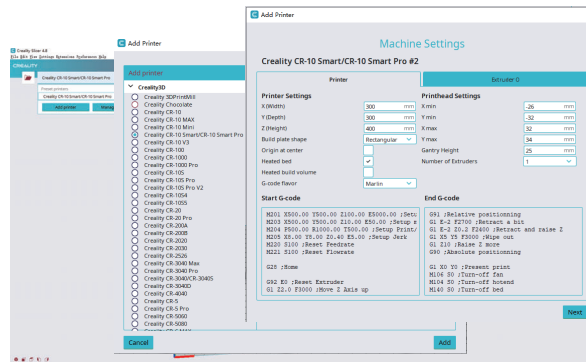 Creality Slicer 4.8
File Edit View Settings Extensions Preferences Help
CREALITY
Creality CR-10 Smart/CR-10 Smart Pro
Preset printers
Creality CR-10 Smart/CR-10 Smart Pro
Add printer
Manage
Add Printer
Add printer
Creality3D
Creality 3DPrintMill
Creality Chocolate
Creality CR-10
Creality CR-10 MAX
Creality CR-10 Mini
Creality CR-10 Smart/CR-10 Smart Pro
Creality CR-10 V3
Creality CR-100
Creality CR-1000
Creality CR-1000 Pro
Creality CR-10S
Creality CR-10S Pro
Creality CR-10S Pro V2
Creality CR-10S4
Creality CR-10S5
Creality CR-20
Creality CR-20 Pro
Creality CR-200A
Creality CR-200B
Creality CR-2020
Creality CR-2030
Creality CR-2526
Creality CR-3040 Max
Creality CR-3040 Pro
Creality CR-3040/CR-3040S
Creality CR-3040D
Creality CR-4040
Creality CR-5
Creality CR-5 Pro
Creality CR-5060
Creality CR-5080
Cancel
Add
Add Printer
Machine Settings
Creality CR-10 Smart/CR-10 Smart Pro #2
Printer
Extruder 0
Printer Settings
X (Width) 300 mm
Y (Depth) 300 mm
Z (Height) 400 mm
Build plate shape Rectangular
Origin at center
Heated bed
Heated build volume
G-code flavor Marlin
Printhead Settings
X min -26 mm
Y min -32 mm
X max 32 mm
Y max 34 mm
Gantry Height 25 mm
Number of Extruders 1
Start G-code
M201 X500.00 Y500.00 Z100.00 E5000.00 ;Setu
M203 X500.00 Y500.00 Z10.00 E50.00 ;Setup m
M204 P500.00 R1000.00 T500.00 ;Setup Print/
M205 X8.00 Y8.00 Z0.40 E5.00 ;Setup Jerk
M220 S100 ;Reset Feedrate
M221 S100 ;Reset Flowrate
G28 ;Home
G92 E0 ;Reset Extruder
G1 Z2.0 F3000 ;Move Z Axis up
End G-code
G91 ;Relative positionning
G1 E-2 F2700 ;Retract a bit
G1 E-2 Z0.2 F2400 ;Retract and raise Z
G1 X5 Y5 F3000 ;Wipe out
G1 Z10 ;Raise Z more
G90 ;Absolute positionning
G1 X0 Y0 ;Present print
M106 S0 ;Turn-off fan
M104 S0 ;Turn-off hotend
M140 S0 ;Turn-off bed
Next